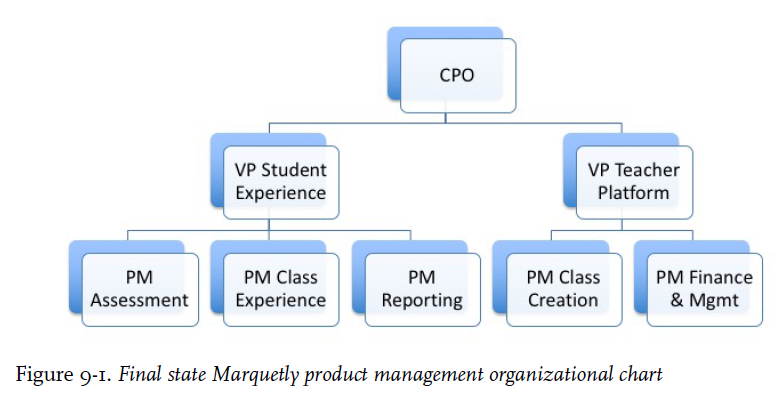 CPO
VP Student
Experience
VP Teacher
Platform
PM
Assessment
PM Class
Experience
PM
Reporting
PM Class
Creation
PM Finance
& Mgmt
Figure 9-1. Final state Marquetly product management organizational chart